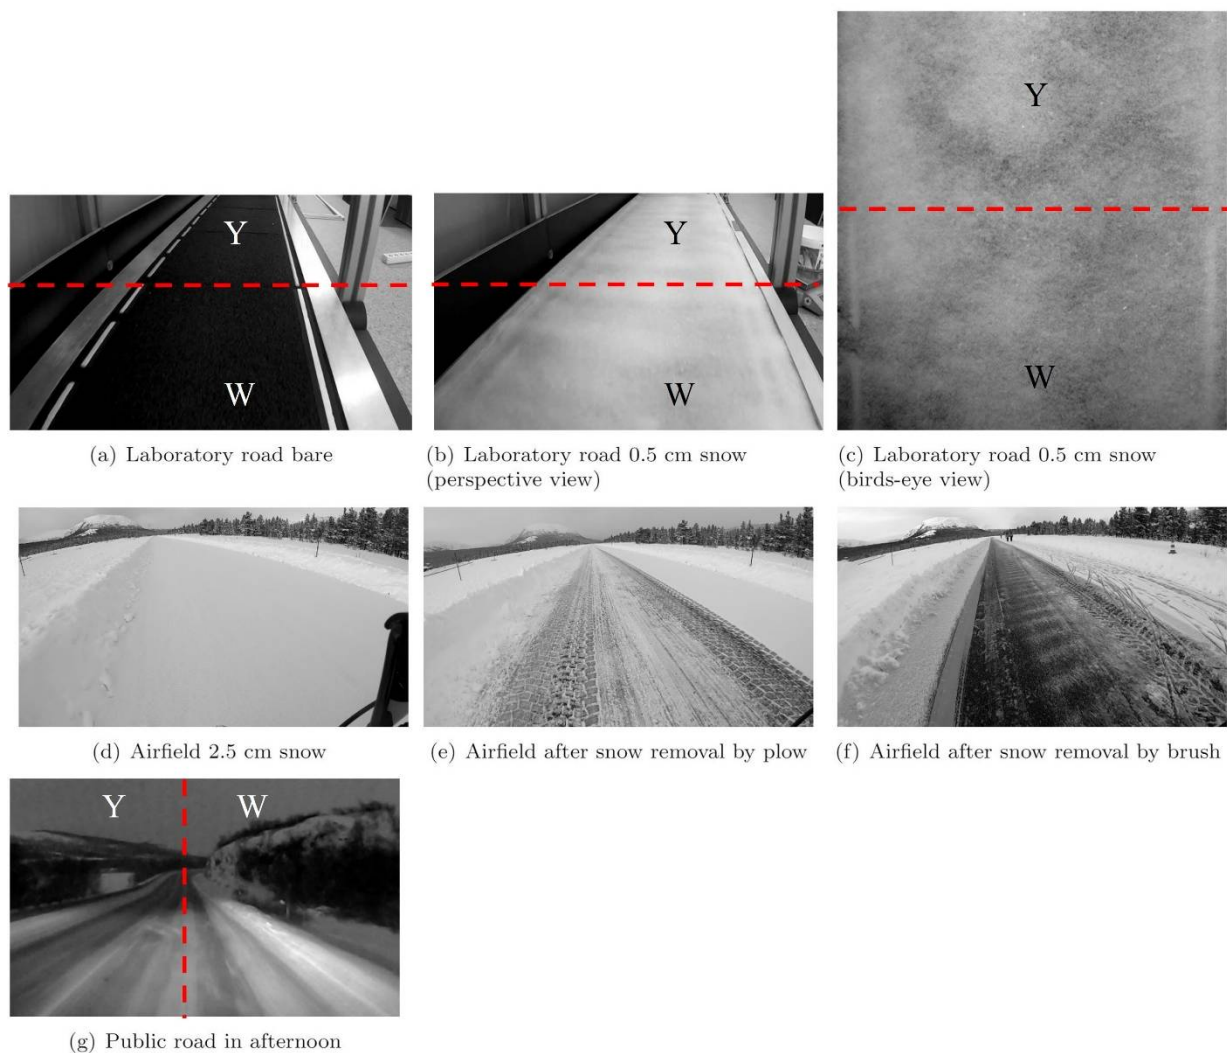 Y
W
(a) Laboratory road bare
Y
W
(b) Laboratory road 0.5 cm snow
(perspective view)
Y
W
(c) Laboratory road 0.5 cm snow
(birds-eye view)
(d) Airfield 2.5 cm snow
(e) Airfield after snow removal by plow
(f) Airfield after snow removal by brush
Y
W
(g) Public road in afternoon